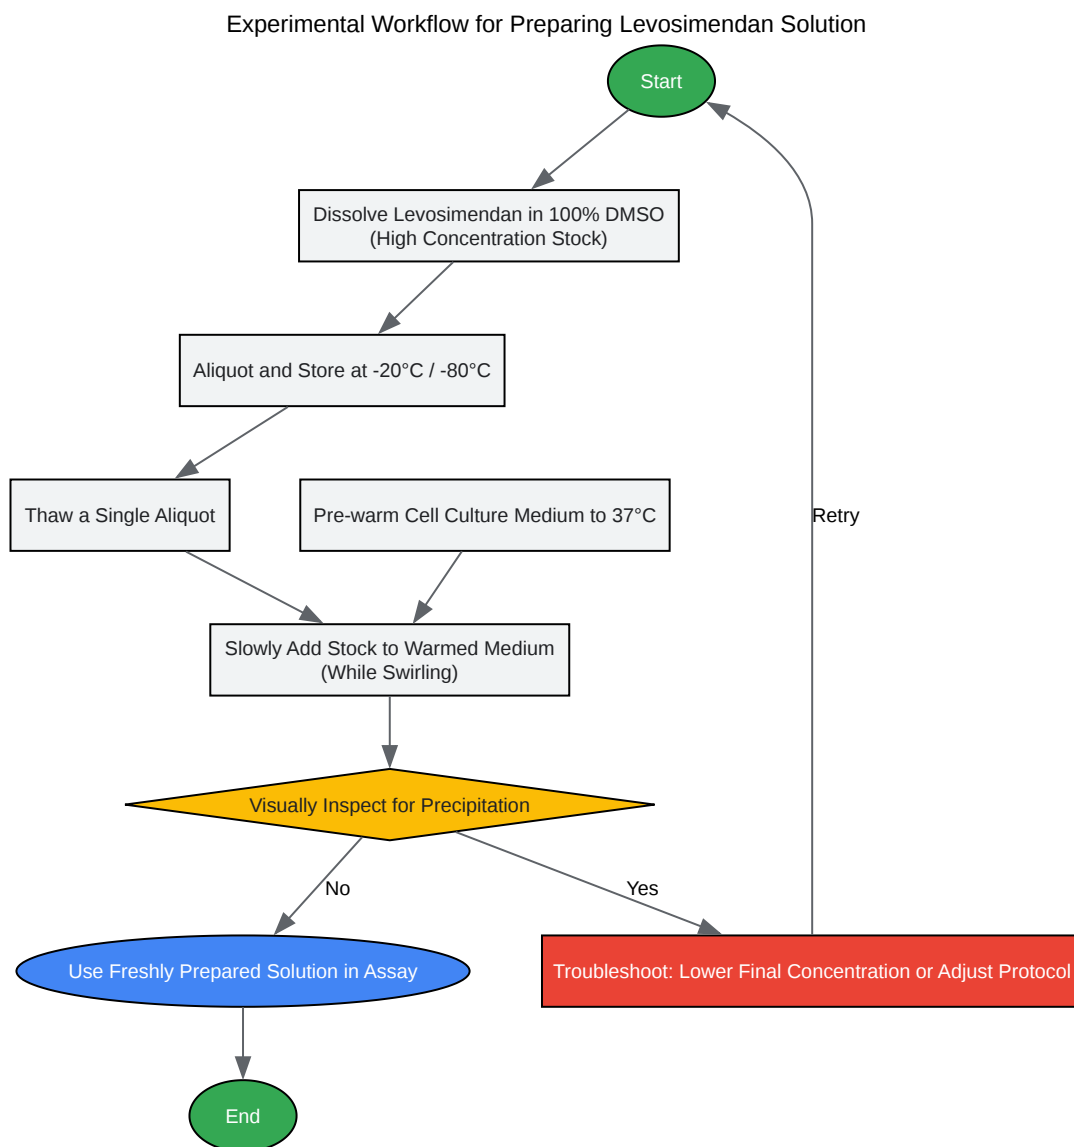 Experimental Workflow for Preparing Levosimendan Solution
Start
Dissolve Levosimendan in 100% DMSO
(High Concentration Stock)
Aliquot and Store at -20°C / -80°C
Thaw a Single Aliquot
Pre-warm Cell Culture Medium to 37°C
Retry
Slowly Add Stock to Warmed Medium
(While Swirling)
Visually Inspect for Precipitation
No
Yes
Use Freshly Prepared Solution in Assay
Troubleshoot: Lower Final Concentration or Adjust Protocol
End